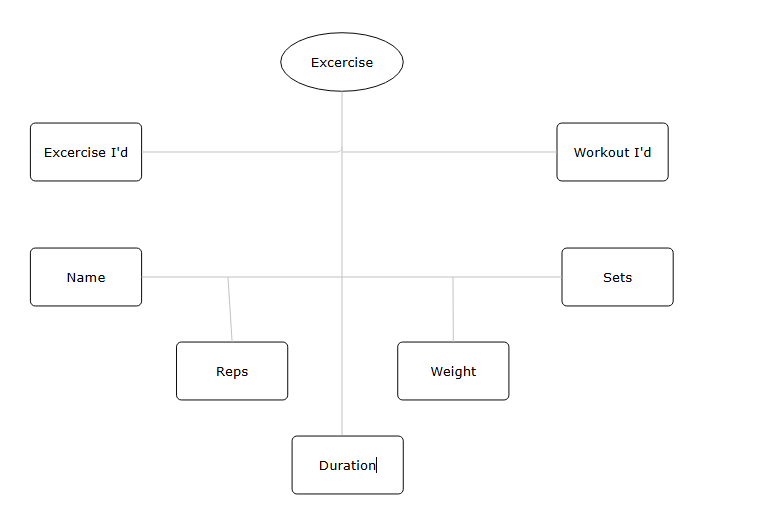 Excercise
Excercise I'd
Workout I'd
Name
Sets
Reps
Weight
Duration